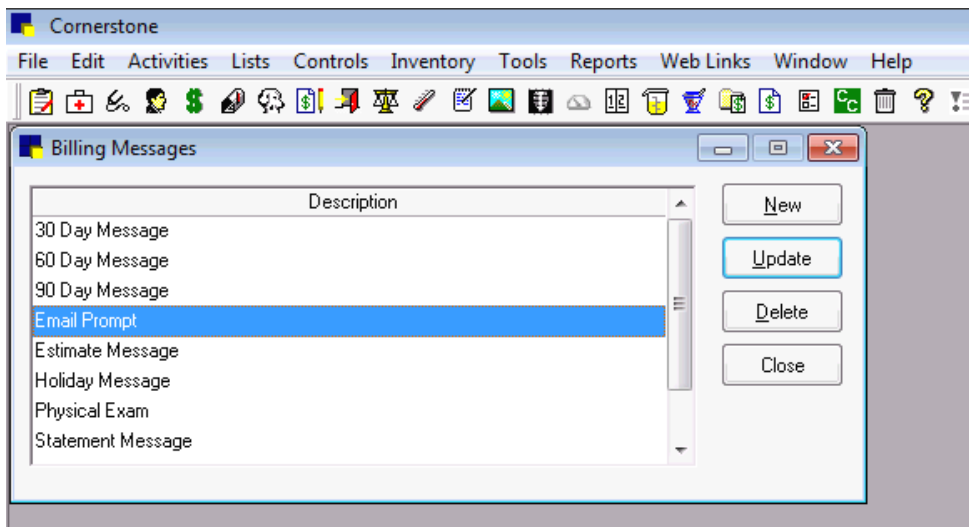 Cornerstone
File Edit Activities Lists Controls Inventory Tools Reports Web Links Window Help
12
CC
Billing Messages
Description
30 Day Message
60 Day Message
90 Day Message
Email Prompt
Estimate Message
Holiday Message
Physical Exam
Statement Message
New
Update
Delete
Close